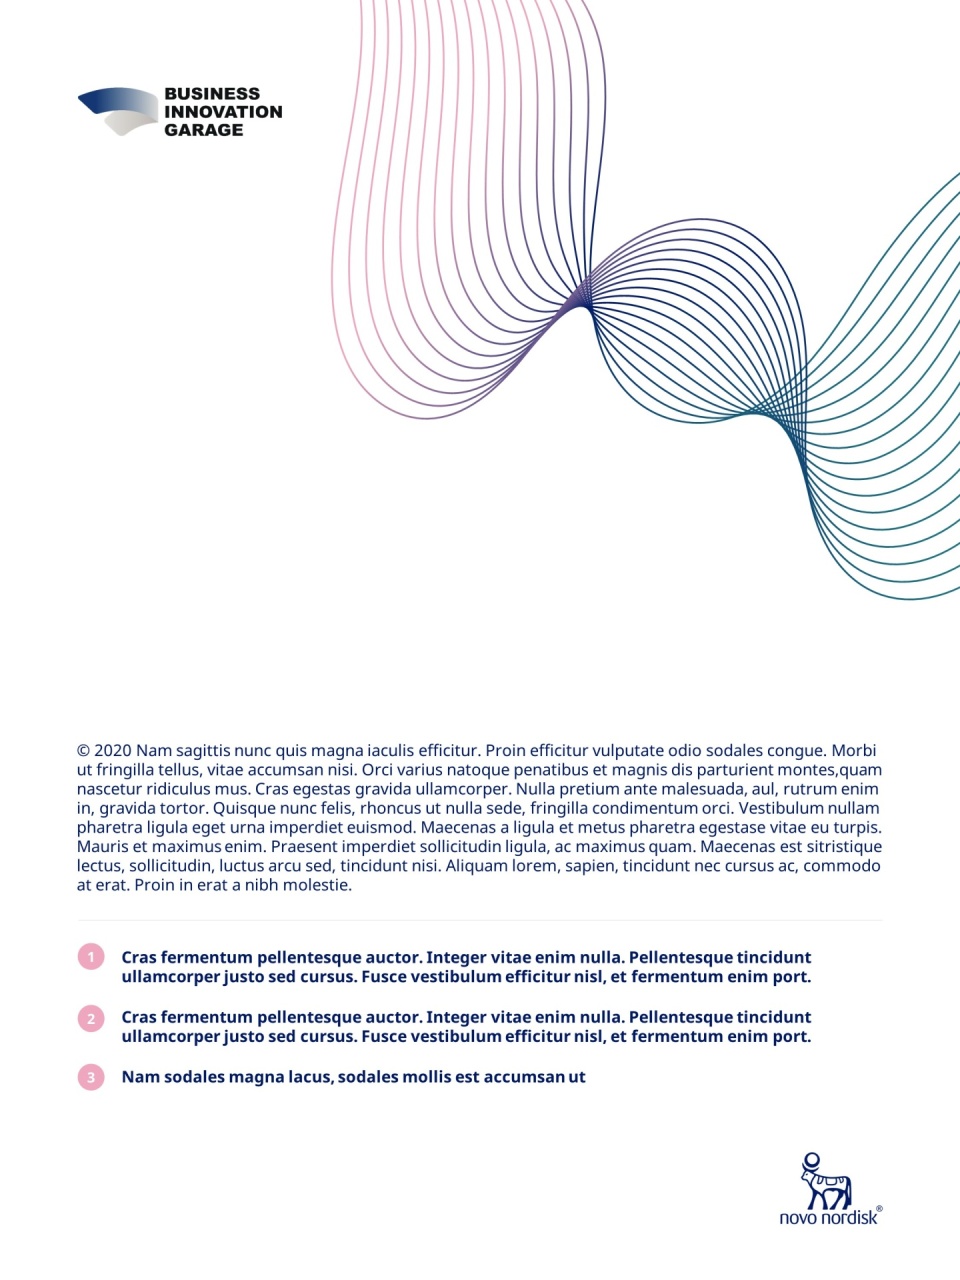 BUSINESS
INNOVATION
GARAGE
© 2020 Nam sagittis nunc quis magna iaculis efficitur. Proin efficitur vulputate odio sodales congue. Morbi
ut fringilla tellus, vitae accumsan nisi. Orci varius natoque penatibus et magnis dis parturient montes,quam
nascetur ridiculus mus. Cras egestas gravida ullamcorper. Nulla pretium ante malesuada, aul, rutrum enim
in, gravida tortor. Quisque nunc felis, rhoncus ut nulla sede, fringilla condimentum orci. Vestibulum nullam
pharetra ligula eget urna imperdiet euismod. Maecenas a ligula et metus pharetra egestase vitae eu turpis.
Mauris et maximus enim. Praesent imperdiet sollicitudin ligula, ac maximus quam. Maecenas est sitristique
lectus, sollicitudin, luctus arcu sed, tincidunt nisi. Aliquam lorem, sapien, tincidunt nec cursus ac, commodo
at erat. Proin in erat a nibh molestie.
1 Cras fermentum pellentesque auctor. Integer vitae enim nulla. Pellentesque tincidunt
ullamcorper justo sed cursus. Fusce vestibulum efficitur nisl, et fermentum enim port.
2 Cras fermentum pellentesque auctor. Integer vitae enim nulla. Pellentesque tincidunt
ullamcorper justo sed cursus. Fusce vestibulum efficitur nisl, et fermentum enim port.
3 Nam sodales magna lacus, sodales mollis est accumsan ut
novo nordisk®